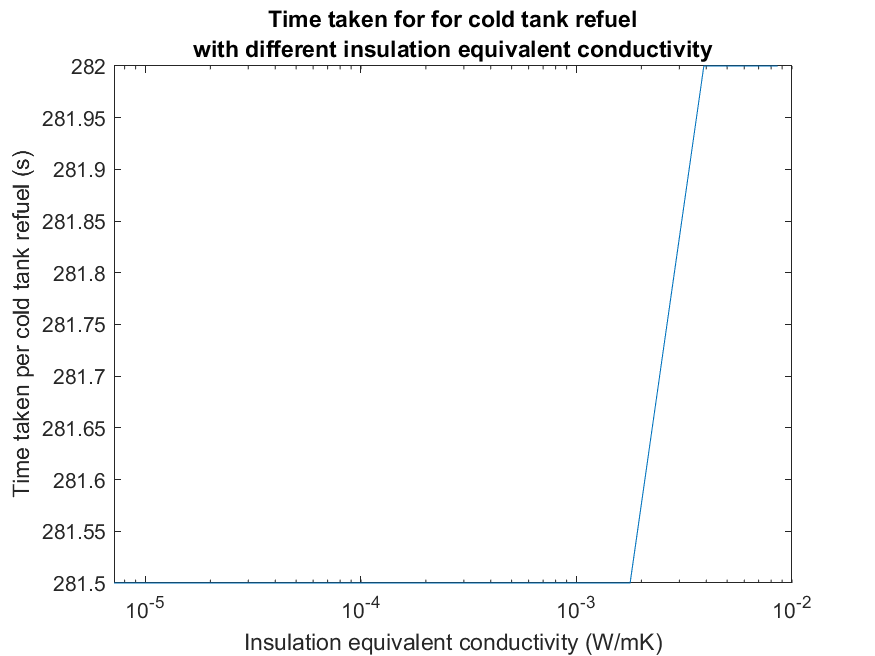 Time taken for for cold tank refuel
with different insulation equivalent conductivity
282
281.95
281.9
281.85
281.8
281.75
281.7
281.65
281.6
281.55
281.5
Time taken per cold tank refuel (s)
10-5 10-4 10-3 10-2
Insulation equivalent conductivity (W/mK)